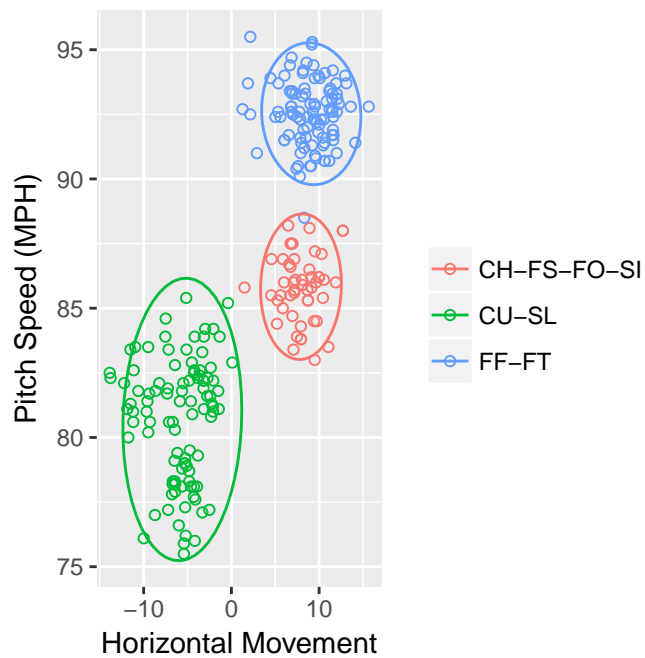 95
90
85
80
75
−10
0
10
Pitch Speed (MPH)
Horizontal Movement
CH−FS−FO−SI
CU−SL
FF−FT